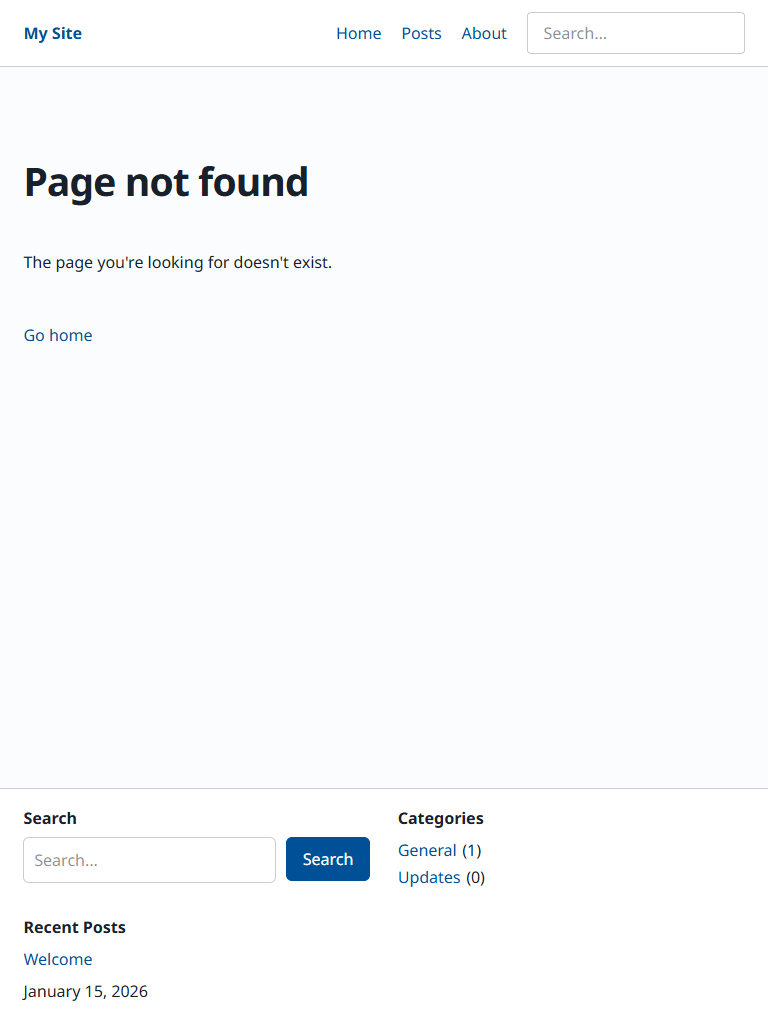 My Site
Home Posts About Search...
Page not found
The page you're looking for doesn't exist.
Go home
Search
Search... Search
Categories
General (1)
Updates (0)
Recent Posts
Welcome
January 15, 2026